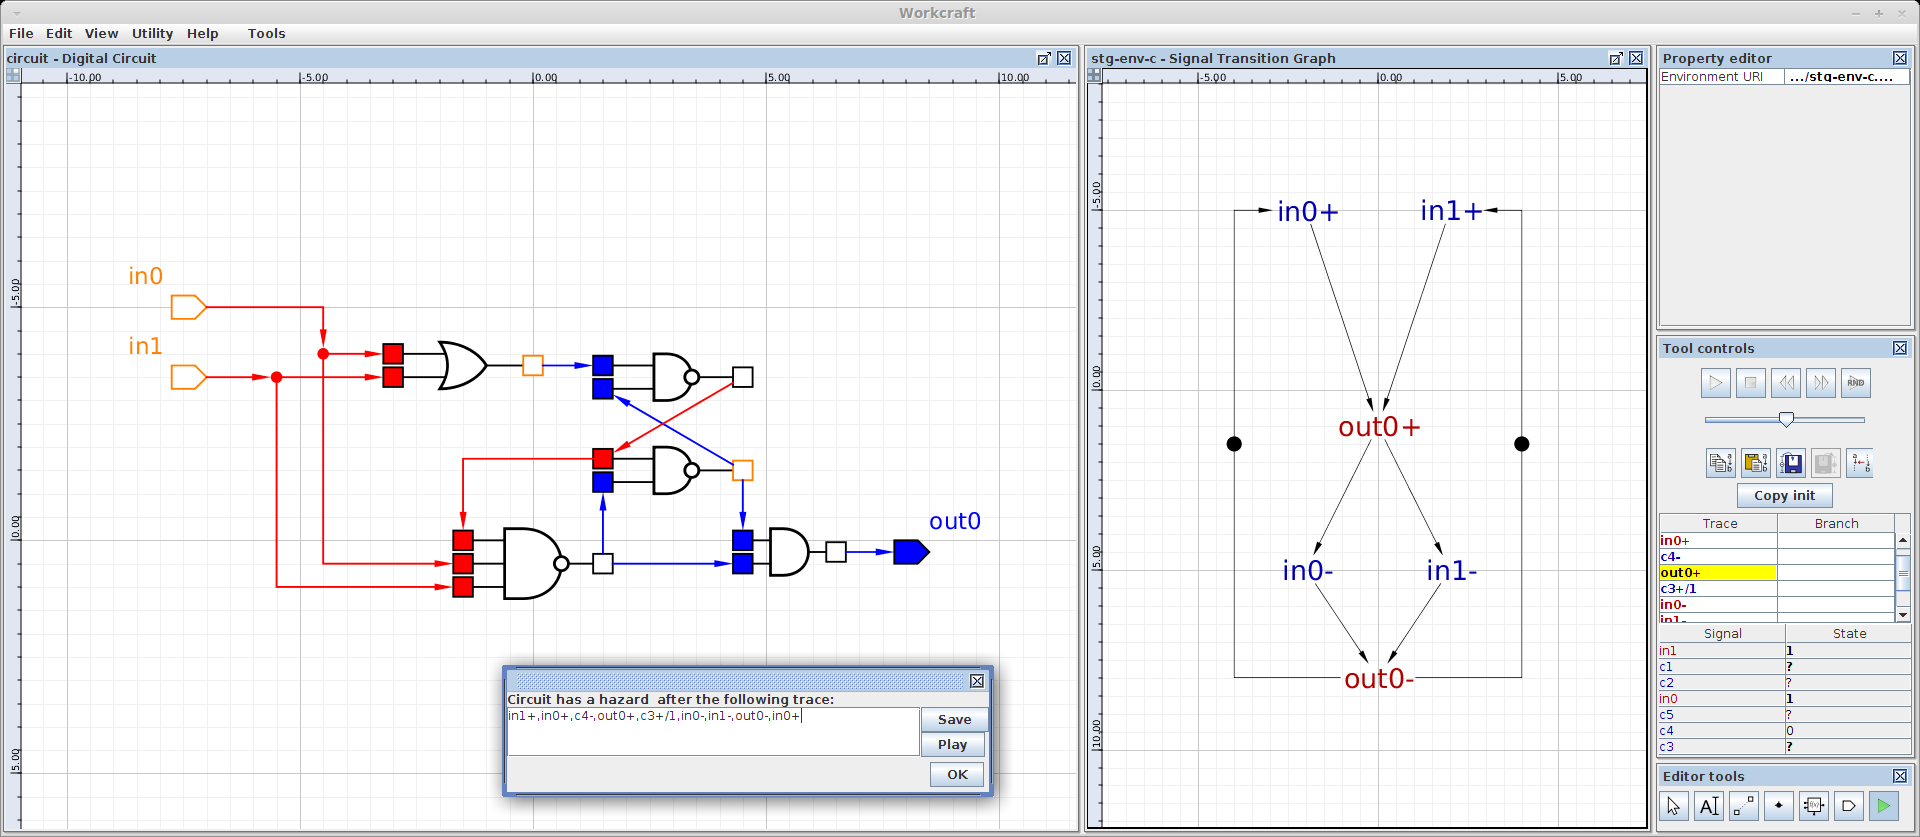 Workcraft
File Edit View Utility Help Tools
circuit - Digital Circuit
-10.00 -5.00 0.00 5.00 10.00
-5.00
0.00
5.00
in0
in1
out0
Circuit has a hazard after the following trace:
in1+,in0+,c4-,out0+,c3+/1,in0-,in1-,out0-,in0+
Save
Play
OK
stg-env-c - Signal Transition Graph
-5.00 0.00 5.00
-5.00
0.00
5.00
10.00
in0+ in1+
out0+
in0- in1-
out0-
Property editor
Environment URI .../stg-env-c....
Tool controls
RND
Copy init
Trace Branch
in0+
c4-
out0+
c3+/1
in0-
in1-
Signal State
in1 1
c1 ?
c2 ?
in0 1
c5 ?
c4 0
c3 ?
Editor tools